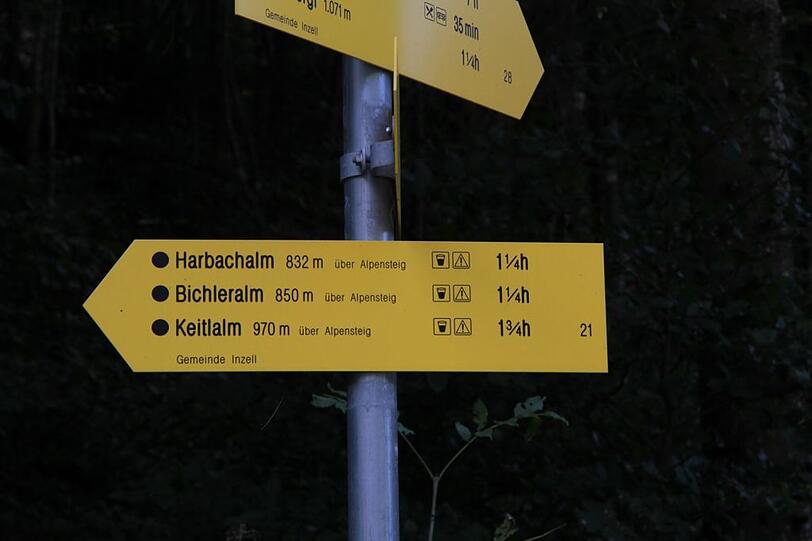 1.071 m
Gemeinde Inzell
35 min
1¼h
28
Harbachalm 832 m über Alpensteig 1¼h
Bichleralm 850 m über Alpensteig 1¼h
Keitlalm 970 m über Alpensteig 1¾h
21
Gemeinde Inzell